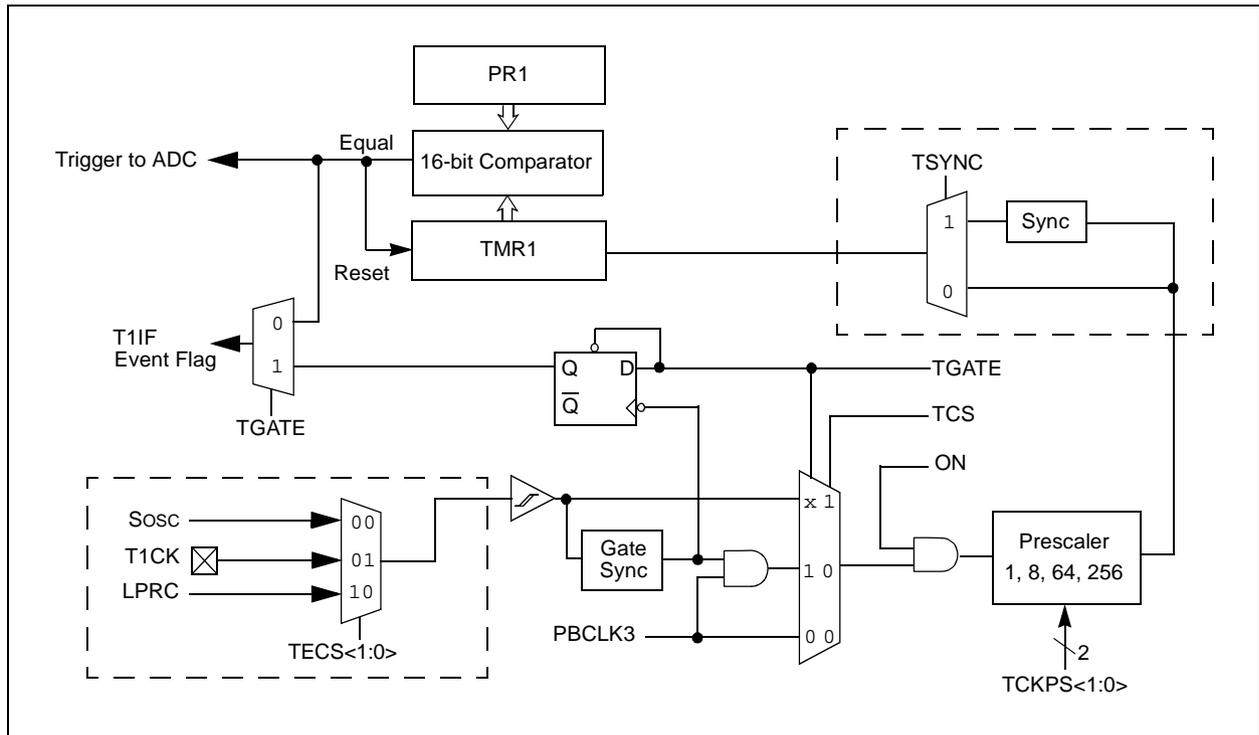 PR1
Equal
Trigger to ADC
16-bit Comparator
TSYNC
1
Sync
TMR1
Reset
0
0
T1IF
Event Flag
1
Q
D
TGATE
Q
TCS
TGATE
ON
x 1
SOSC
00
T1CK
01
Gate
Sync
1 0
Prescaler
1, 8, 64, 256
LPRC
10
PBCLK3
0 0
TECS<1:0>
2
TCKPS<1:0>